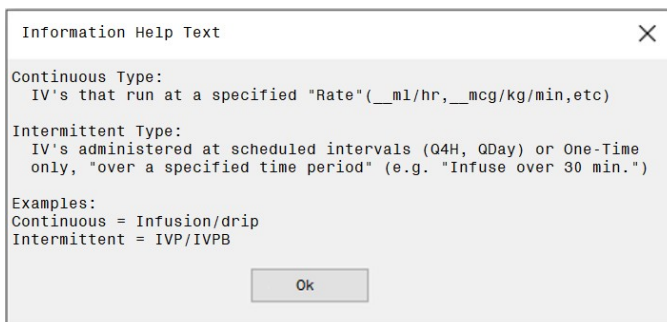 Information Help Text
Continuous Type:
IV's that run at a specified "Rate"(__ml/hr,__mcg/kg/min,etc)
Intermittent Type:
IV's administered at scheduled intervals (Q4H, QDay) or One-Time
only, "over a specified time period" (e.g. "Infuse over 30 min.")
Examples:
Continuous = Infusion/drip
Intermittent = IVP/IVPB
Ok